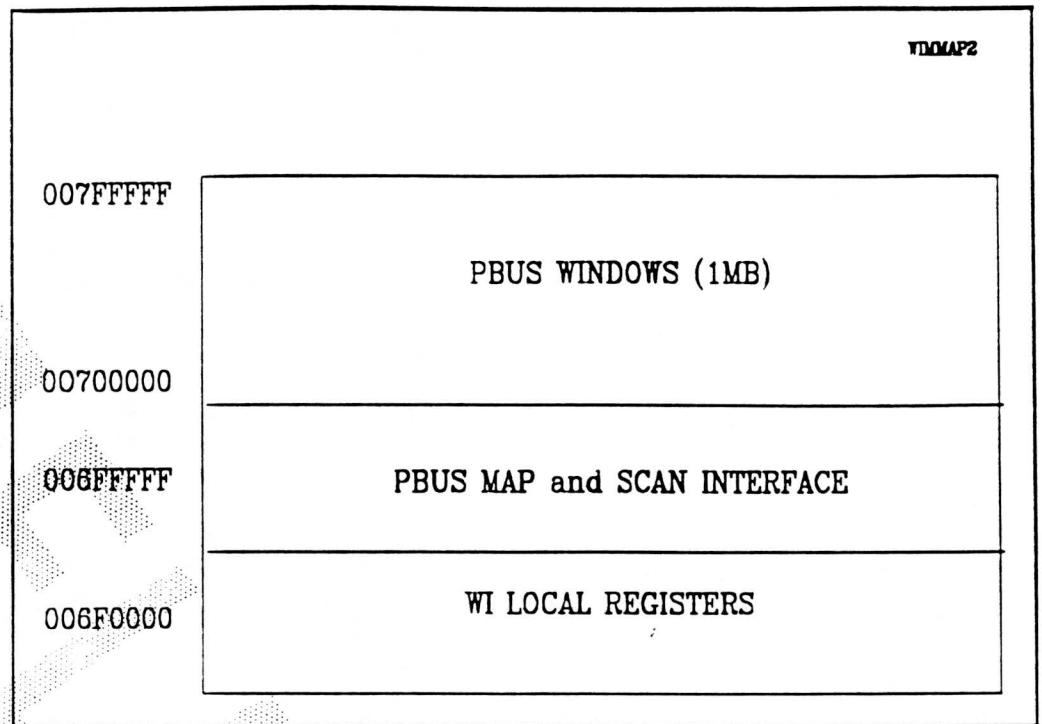 WIMMAP2
007FFFFF
PBUS WINDOWS (1MB)
00700000
006FFFFF
PBUS MAP and SCAN INTERFACE
WI LOCAL REGISTERS
006F0000